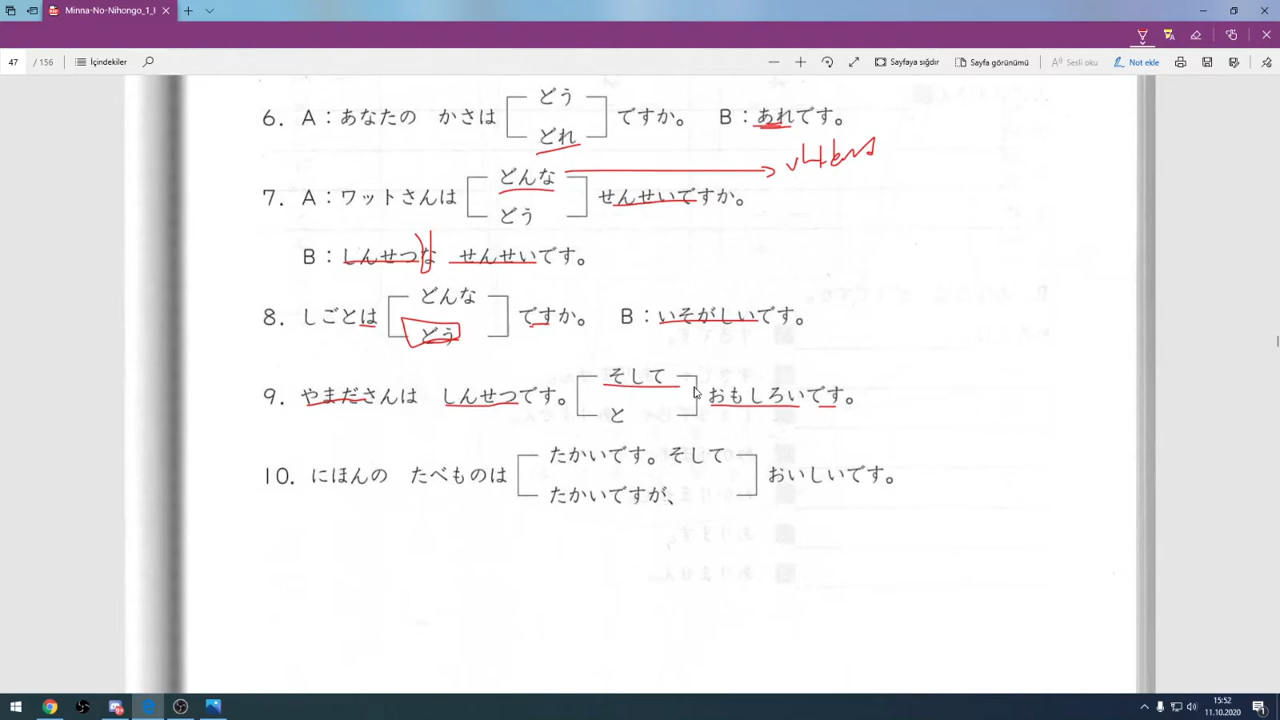 Minna-No-Nihongo_1_I
47 / 156 İçindekiler Sayfaya sığdır Sayfa görünümü Sesli oku Not ekle
どう
6. A：あなたの かさは ですか。 B：あれです。
どれ
どんな
7. A：ワットさんは せんせいですか。
どう
B：しんせつな せんせいです。
どんな
8. しごとは ですか。 B：いそがしいです。
どう
そして
9. やまださんは しんせつです。 おもしろいです。
と
たかいです。そして
10. にほんの たべものは おいしいです。
たかいですが、
15:52
11.10.2020